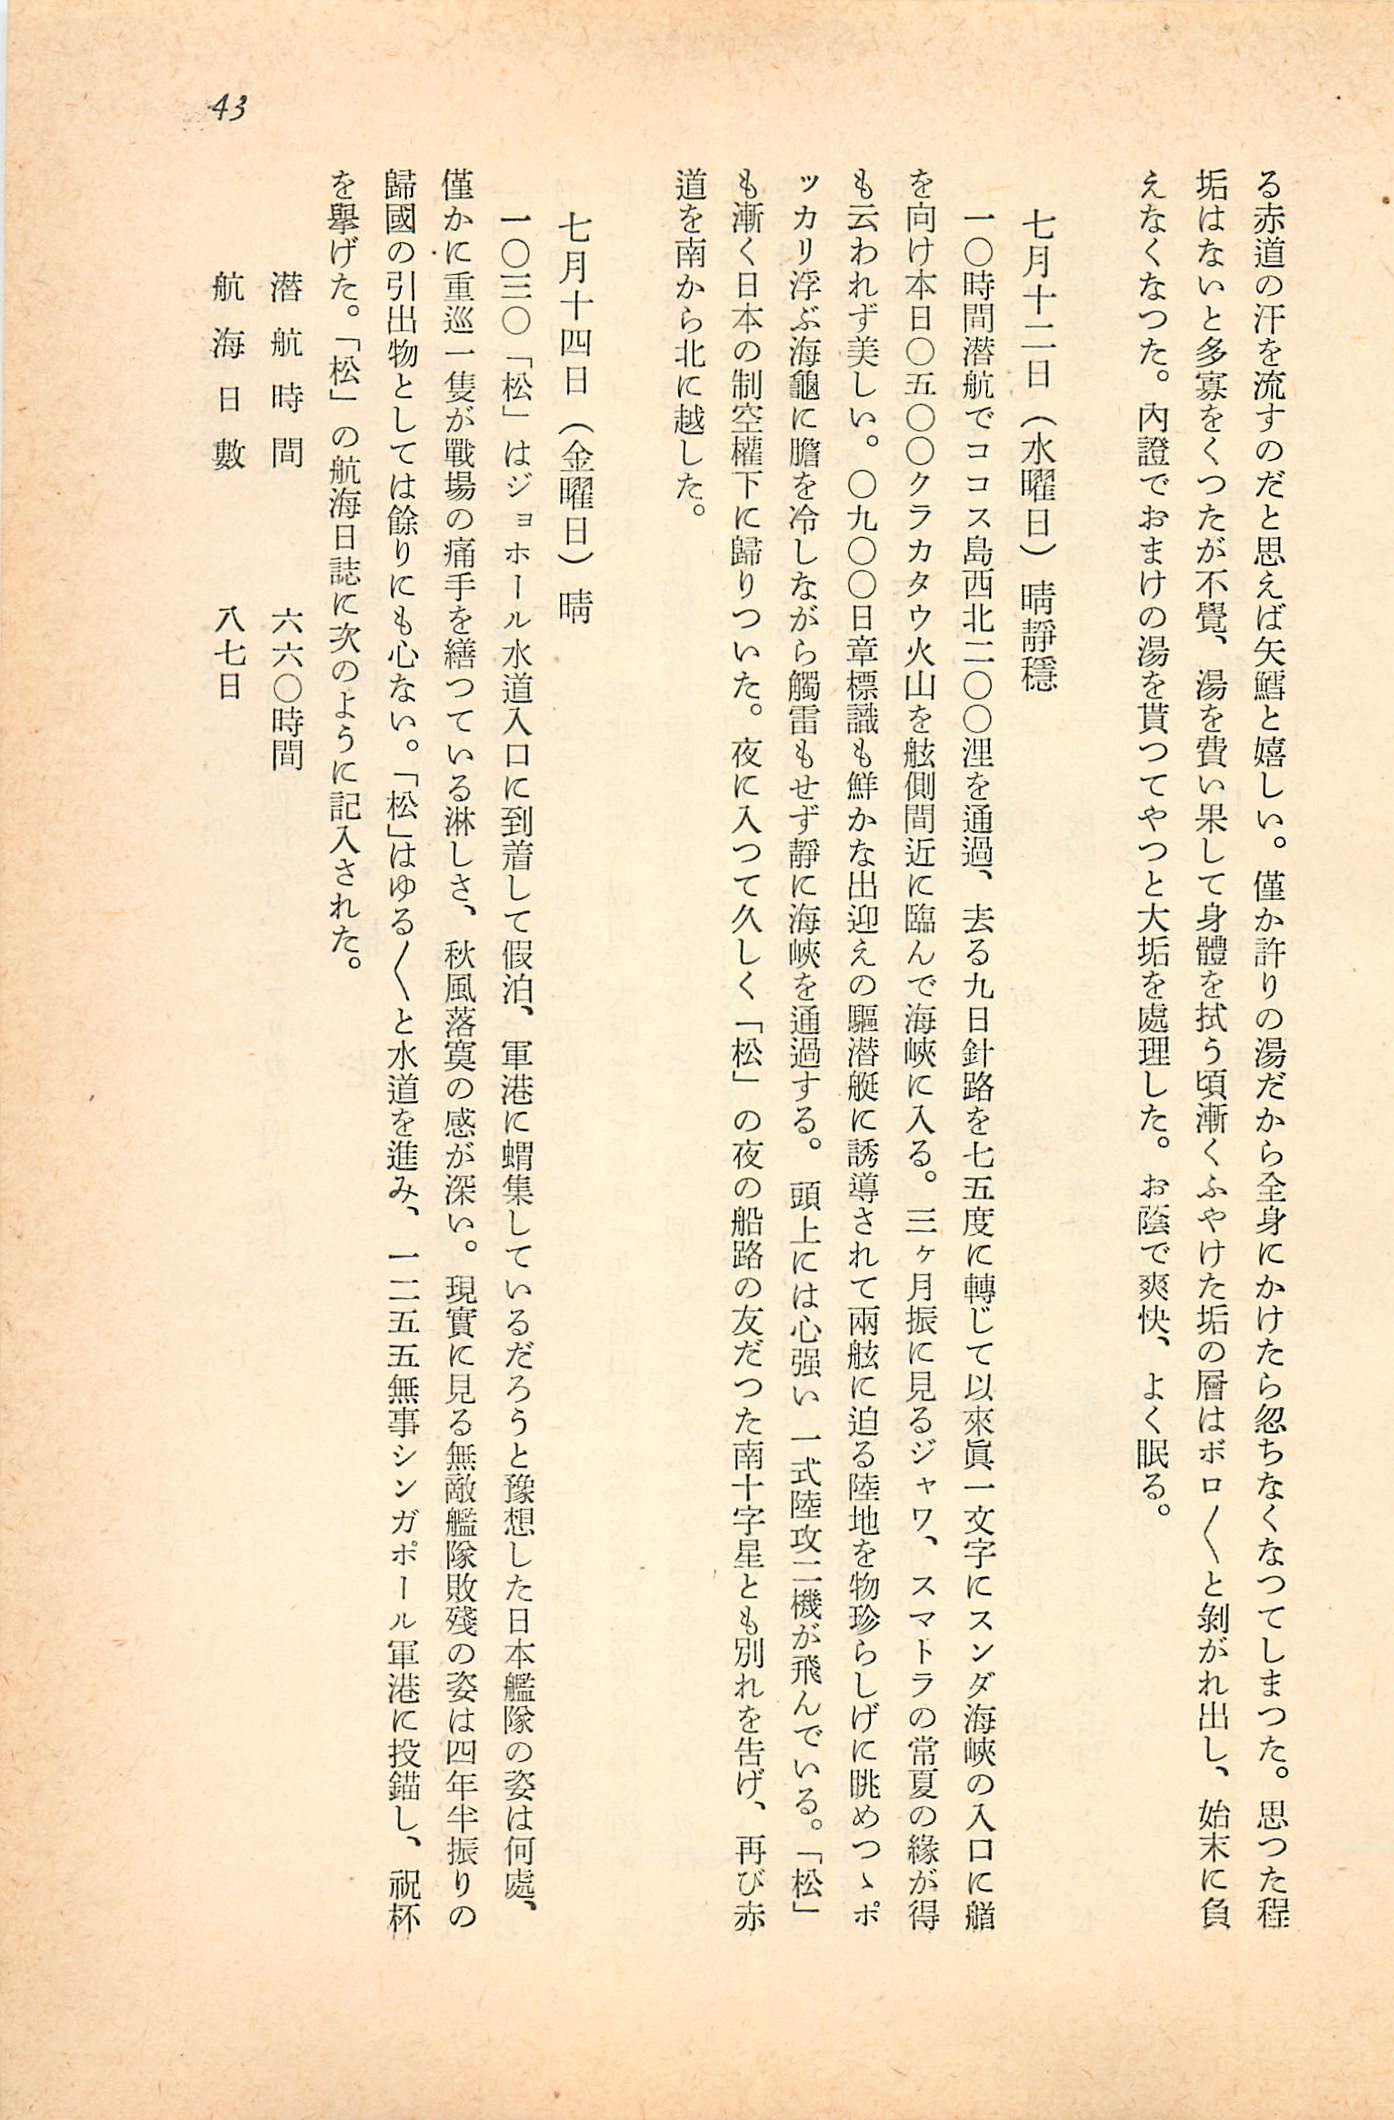 43
る赤道の汗を流すのだと思えば矢鱈と嬉しい。僅か許りの湯だから全身にかけたら忽ちなくなつてしまつた。思つた程
垢はないと多寡をくつたが不覺、湯を費い果して身體を拭う頃漸くふやけた垢の層はボロ〱と剝がれ出し、始末に負
えなくなつた。內證でおまけの湯を貰つてやつと大垢を處理した。お蔭で爽快、よく眠る。
七月十二日（水曜日）晴靜穩
一〇時間潛航でココス島西北二〇〇浬を通過、去る九日針路を七五度に轉じて以來眞一文字にスンダ海峽の入口に艏
を向け本日〇五〇〇クラカタウ火山を舷側間近に臨んで海峽に入る。三ヶ月振に見るジャワ、スマトラの常夏の緣が得
も云われず美しい。〇九〇〇日章標識も鮮かな出迎えの驅潛艇に誘導されて兩舷に迫る陸地を物珍らしげに眺めつゝポ
ッカリ浮ぶ海龜に膽を冷しながら觸雷もせず靜に海峽を通過する。頭上には心强い一式陸攻二機が飛んでいる。「松」
も漸く日本の制空權下に歸りついた。夜に入つて久しく「松」の夜の船路の友だつた南十字星とも別れを告げ、再び赤
道を南から北に越した。
七月十四日（金曜日）晴
一〇三〇「松」はジョホール水道入口に到着して假泊、軍港に蝟集しているだろうと豫想した日本艦隊の姿は何處、
僅かに重巡一隻が戰場の痛手を繕つている淋しさ、秋風落寞の感が深い。現實に見る無敵艦隊敗殘の姿は四年半振りの
歸國の引出物としては餘りにも心ない。「松」はゆる〱と水道を進み、一二五五無事シンガポール軍港に投錨し、祝杯
を擧げた。「松」の航海日誌に次のように記入された。
潛航時間　六六〇時間
航海日數　八七日